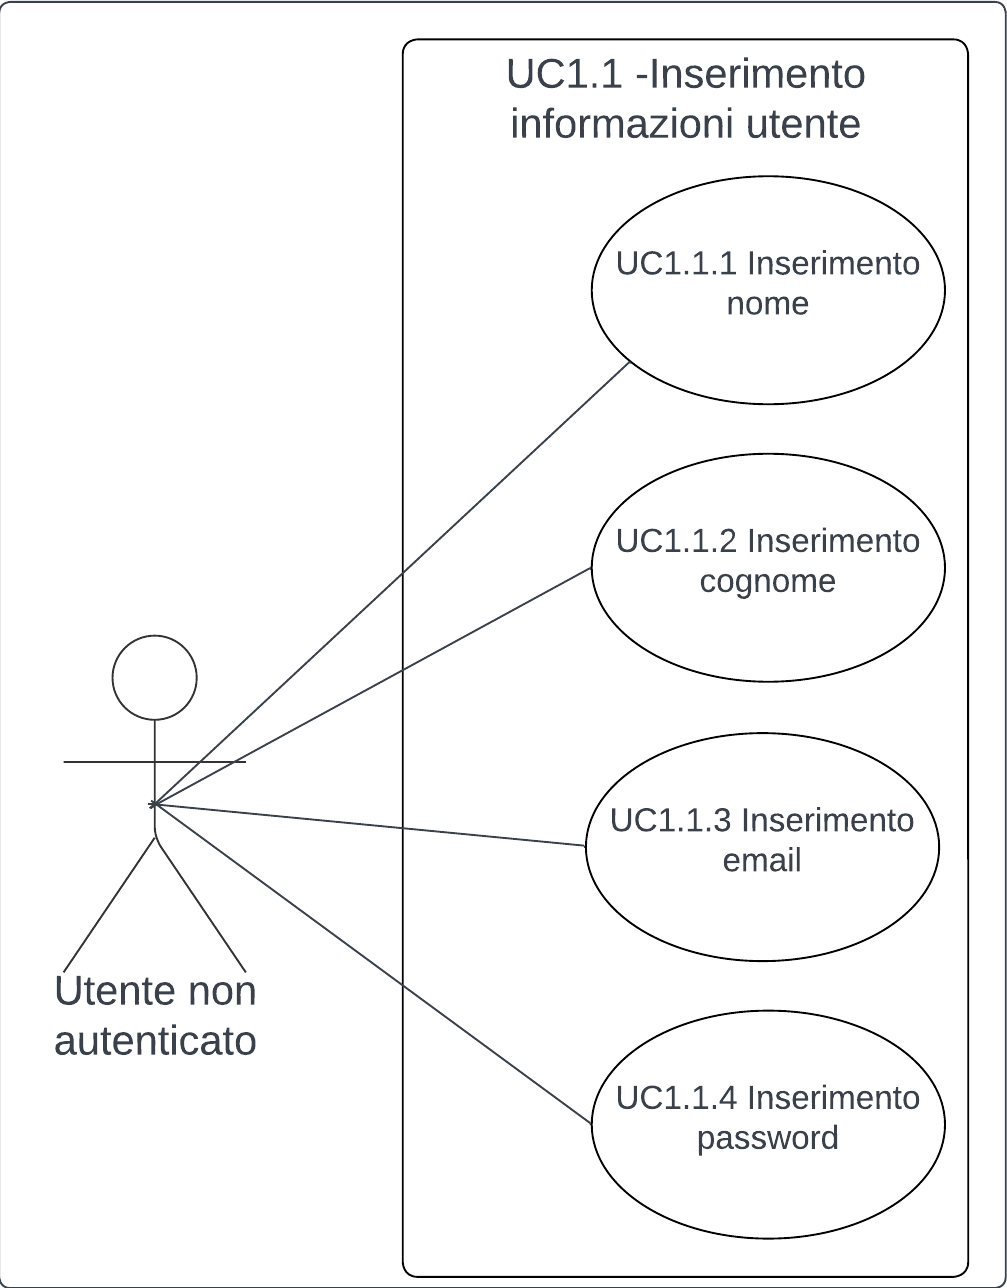 UC1.1 -Inserimento
informazioni utente
UC1.1.1 Inserimento
nome
UC1.1.2 Inserimento
cognome
UC1.1.3 Inserimento
email
UC1.1.4 Inserimento
password
Utente non
autenticato